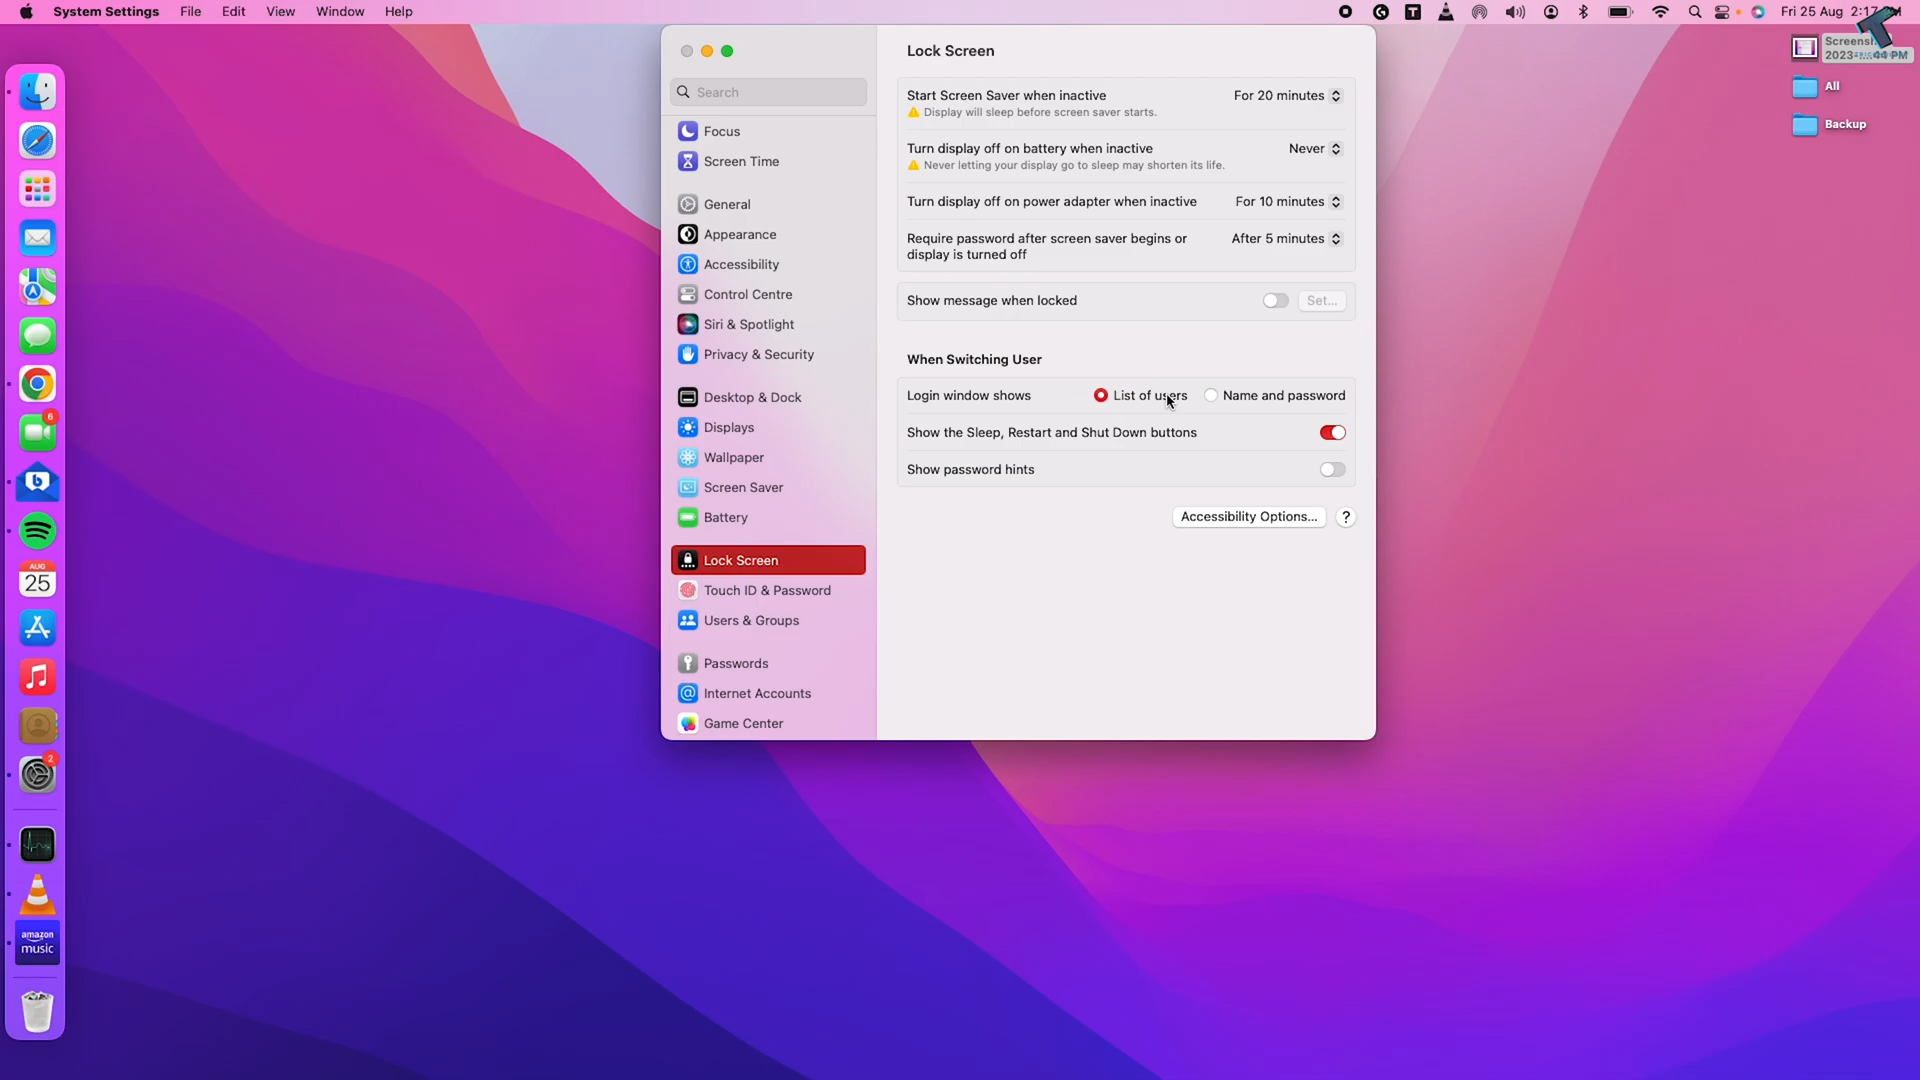 System Settings File Edit View Window Help
Fri 25 Aug
Lock Screen
Search
Focus
Screen Time
General
Appearance
Accessibility
Control Centre
Siri & Spotlight
Privacy & Security
Desktop & Dock
Displays
Wallpaper
Screen Saver
Battery
Lock Screen
Touch ID & Password
Users & Groups
Passwords
Internet Accounts
Game Center
Start Screen Saver when inactive For 20 minutes
Display will sleep before screen saver starts.
Turn display off on battery when inactive Never
Never letting your display go to sleep may shorten its life.
Turn display off on power adapter when inactive For 10 minutes
Require password after screen saver begins or After 5 minutes
display is turned off
Show message when locked Set...
When Switching User
Login window shows List of users Name and password
Show the Sleep, Restart and Shut Down buttons
Show password hints
Accessibility Options... ?
All
Backup
6
AUG
25
2
amazon
music